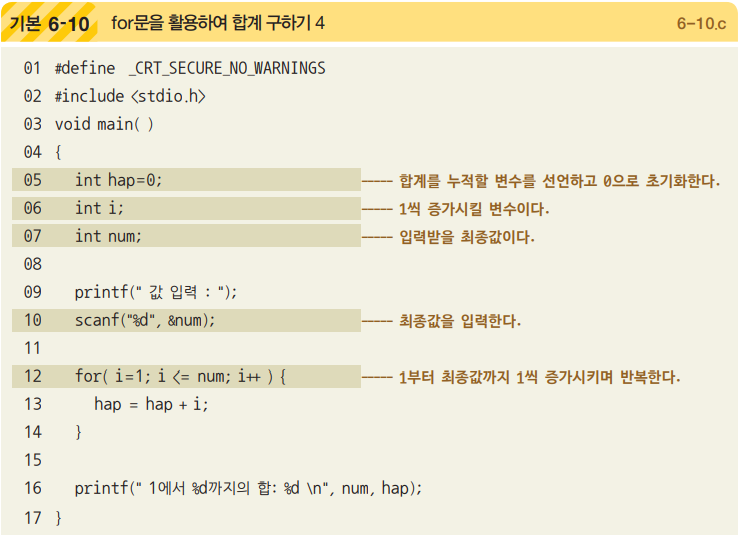 기본 6-10 for문을 활용하여 합계 구하기 4 6-10.c
01 #define _CRT_SECURE_NO_WARNINGS
02 #include <stdio.h>
03 void main( )
04 {
05 int hap=0; ----- 합계를 누적할 변수를 선언하고 0으로 초기화한다.
06 int i; ----- 1씩 증가시킬 변수이다.
07 int num; ----- 입력받을 최종값이다.
08
09 printf(" 값 입력 : ");
10 scanf("%d", &num); ----- 최종값을 입력한다.
11
12 for( i=1; i <= num; i++ ) { ----- 1부터 최종값까지 1씩 증가시키며 반복한다.
13 hap = hap + i;
14 }
15
16 printf(" 1에서 %d까지의 합: %d \n", num, hap);
17 }